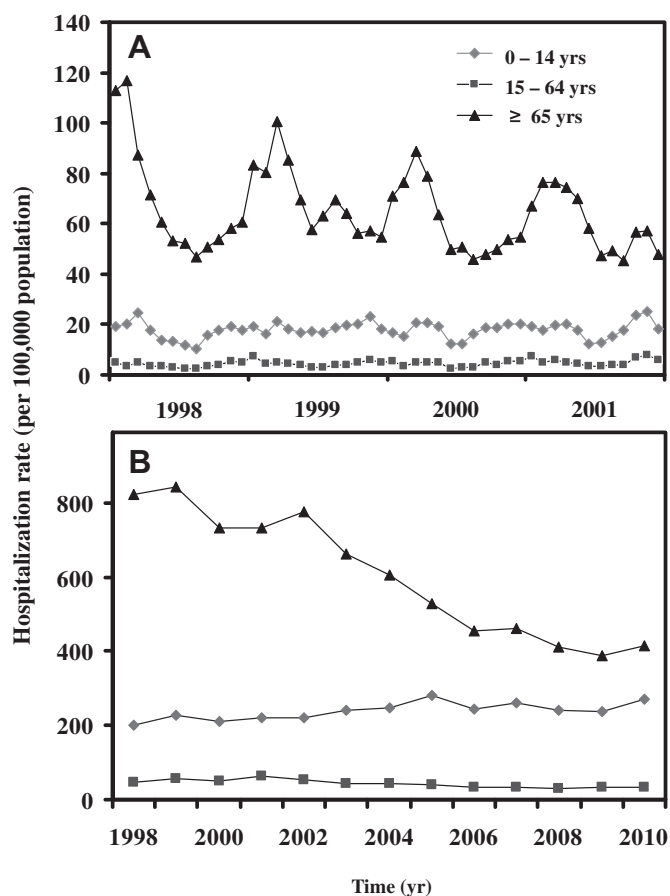 Hospitalization rate (per 100,000 population)
A
140
120
100
80
60
40
20
0
0 – 14 yrs
15 – 64 yrs
≥ 65 yrs
1998 1999 2000 2001
B
800
600
400
200
0
1998 2000 2002 2004 2006 2008 2010
Time (yr)